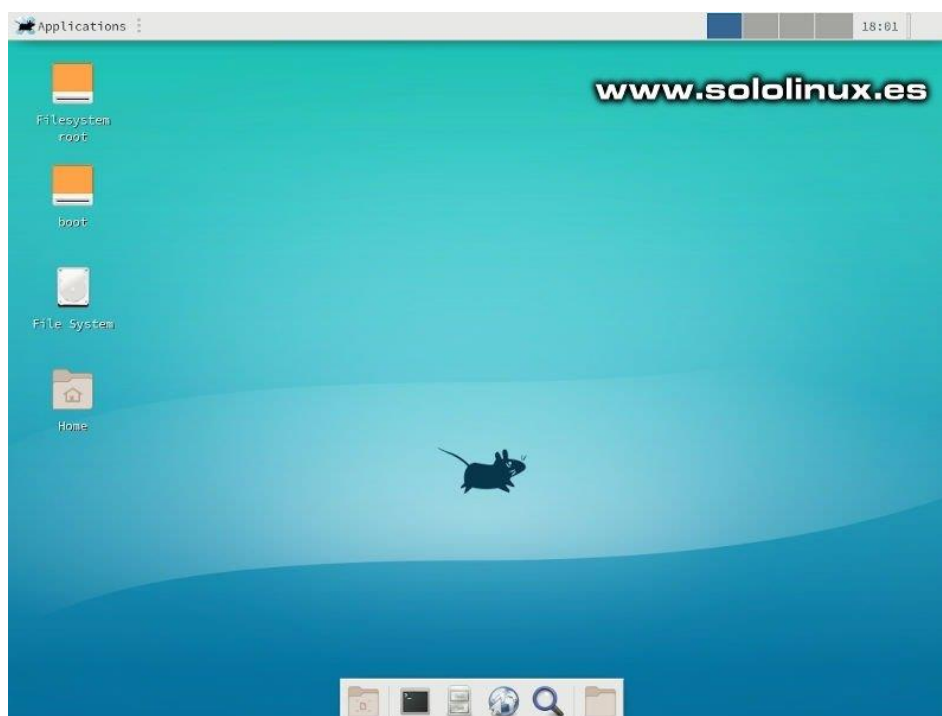 Applications
18:01
www.sololinux.es
Filesystem
root
boot
File System
Home